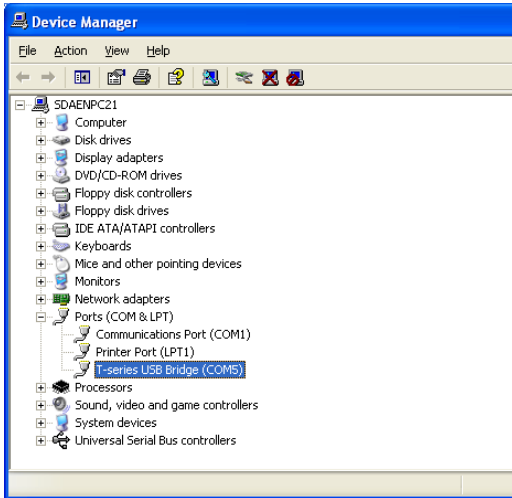 Device Manager
File Action View Help
SDAENPC21
Computer
Disk drives
Display adapters
DVD/CD-ROM drives
Floppy disk controllers
Floppy disk drives
IDE ATA/ATAPI controllers
Keyboards
Mice and other pointing devices
Monitors
Network adapters
Ports (COM & LPT)
Communications Port (COM1)
Printer Port (LPT1)
T-series USB Bridge (COM5)
Processors
Sound, video and game controllers
System devices
Universal Serial Bus controllers